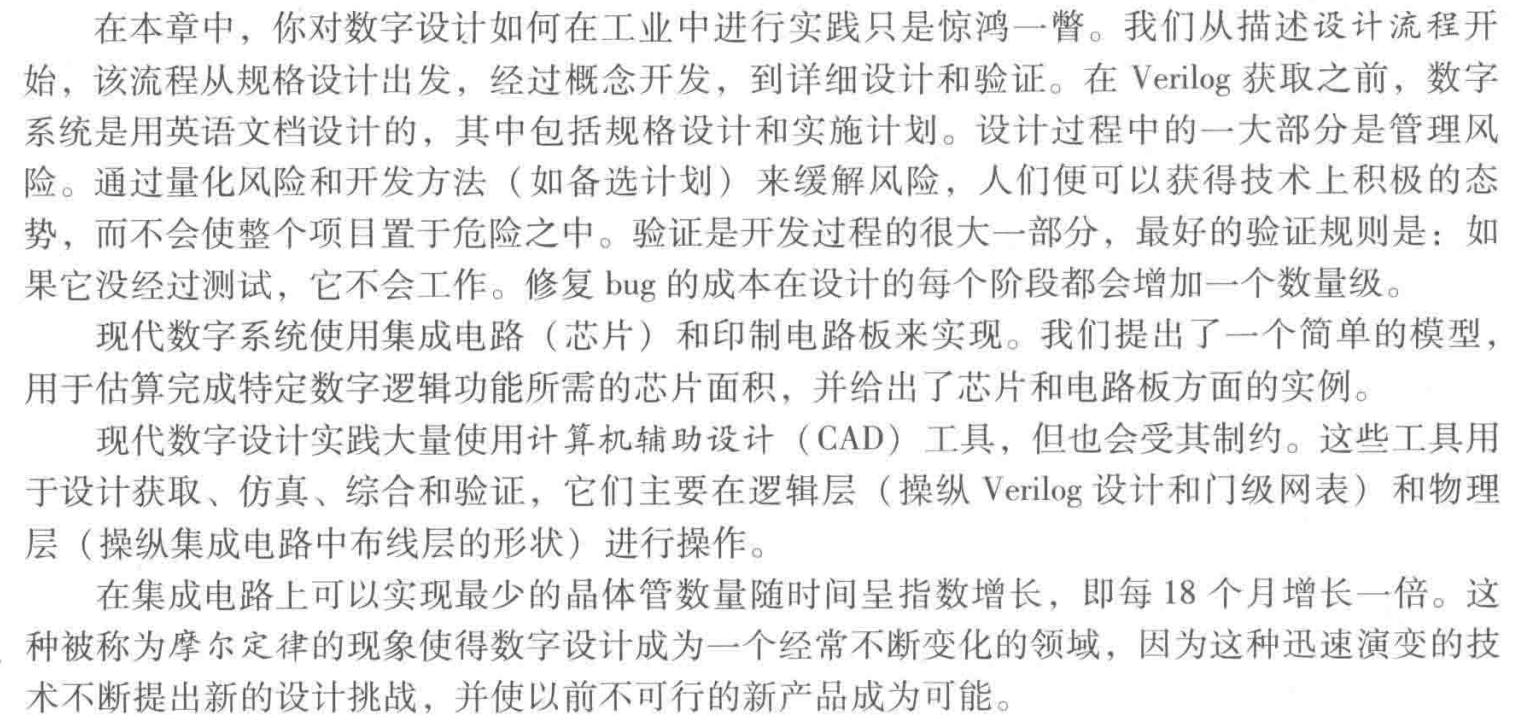 在本章中，你对数字设计如何在工业中进行实践只是惊鸿一瞥。我们从描述设计流程开
始，该流程从规格设计出发，经过概念开发，到详细设计和验证。在 Verilog 获取之前，数字
系统是用英语文档设计的，其中包括规格设计和实施计划。设计过程中的一大部分是管理风
险。通过量化风险和开发方法（如备选计划）来缓解风险，人们便可以获得技术上积极的态
势，而不会使整个项目置于危险之中。验证是开发过程的很大一部分，最好的验证规则是：如
果它没经过测试，它不会工作。修复 bug 的成本在设计的每个阶段都会增加一个数量级。
现代数字系统使用集成电路（芯片）和印制电路板来实现。我们提出了一个简单的模型，
用于估算完成特定数字逻辑功能所需的芯片面积，并给出了芯片和电路板方面的实例。
现代数字设计实践大量使用计算机辅助设计（CAD）工具，但也会受其制约。这些工具用
于设计获取、仿真、综合和验证，它们主要在逻辑层（操纵 Verilog 设计和门级网表）和物理
层（操纵集成电路中布线层的形状）进行操作。
在集成电路上可以实现最少的晶体管数量随时间呈指数增长，即每 18 个月增长一倍。这
种被称为摩尔定律的现象使得数字设计成为一个经常不断变化的领域，因为这种迅速演变的技
术不断提出新的设计挑战，并使以前不可行的新产品成为可能。